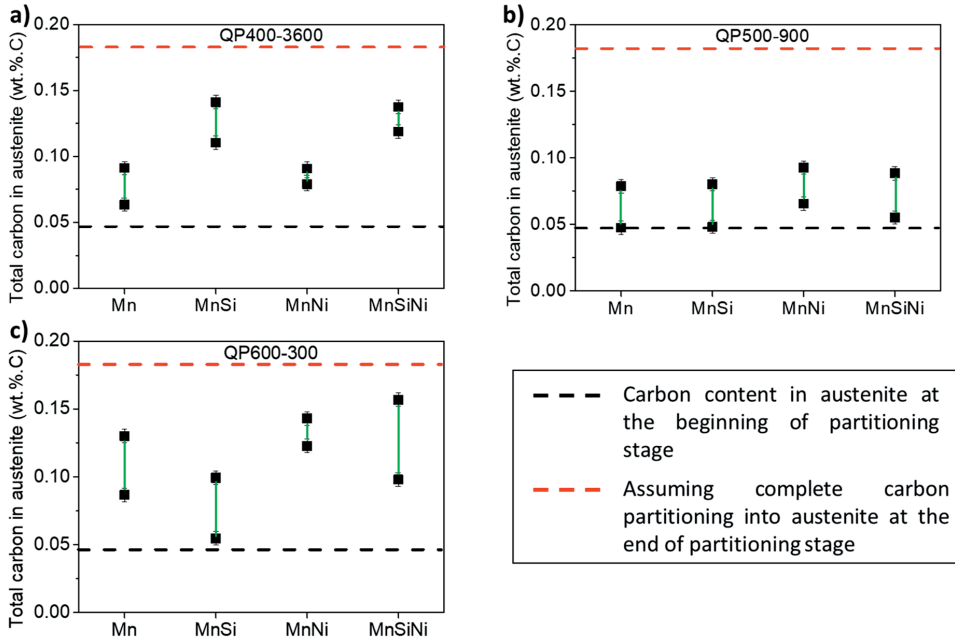 a)
QP400-3600
0.20
0.15
0.10
0.05
0.00
Total carbon in austenite (wt.%.C)
Mn MnSi MnNi MnSiNi
b)
QP500-900
0.20
0.15
0.10
0.05
0.00
Total carbon in austenite (wt.%.C)
Mn MnSi MnNi MnSiNi
c)
QP600-300
0.20
0.15
0.10
0.05
0.00
Total carbon in austenite (wt.%.C)
Mn MnSi MnNi MnSiNi
Carbon content in austenite at
the beginning of partitioning
stage
Assuming complete carbon
partitioning into austenite at the
end of partitioning stage